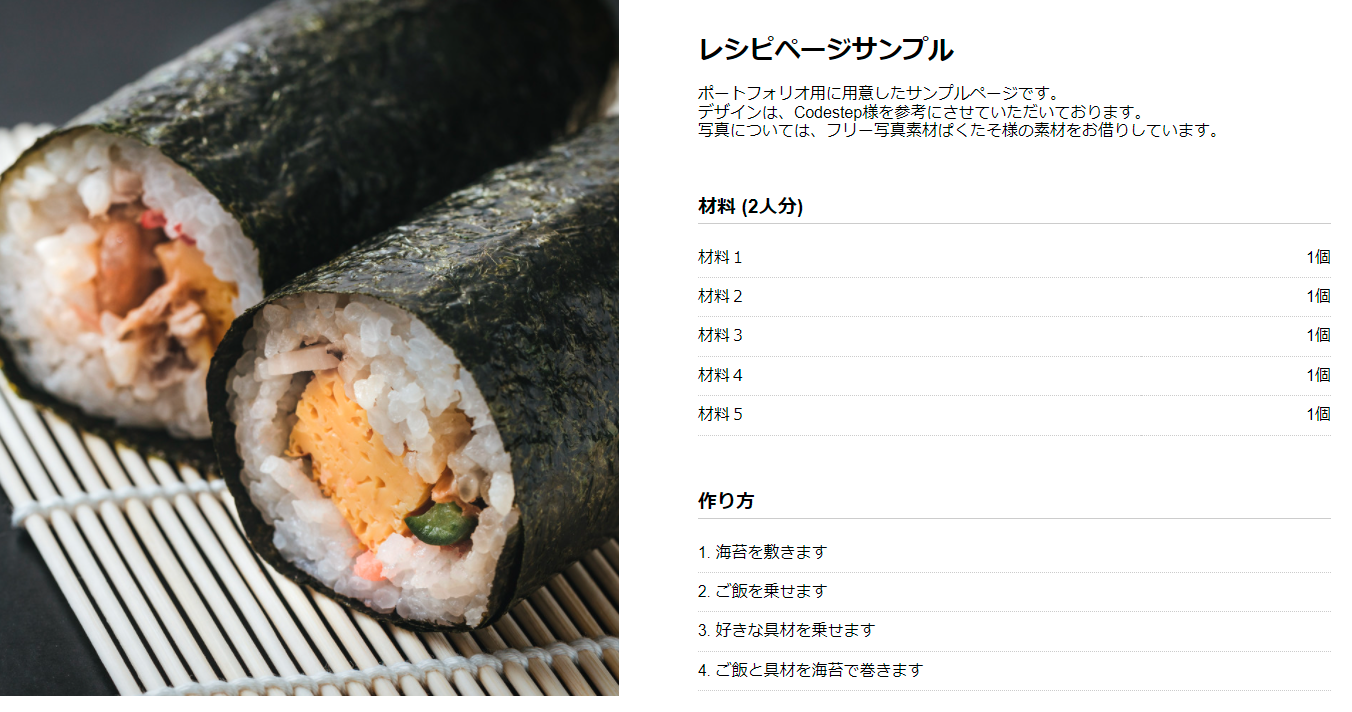 レシピページサンプル
ポートフォリオ用に用意したサンプルページです。
デザインは、Codestep様を参考にさせていただいております。
写真については、フリー写真素材ぱくたそ様の素材をお借りしています。
材料 (2人分)
材料１ 1個
材料２ 1個
材料３ 1個
材料４ 1個
材料５ 1個
作り方
1. 海苔を敷きます
2. ご飯を乗せます
3. 好きな具材を乗せます
4. ご飯と具材を海苔で巻きます